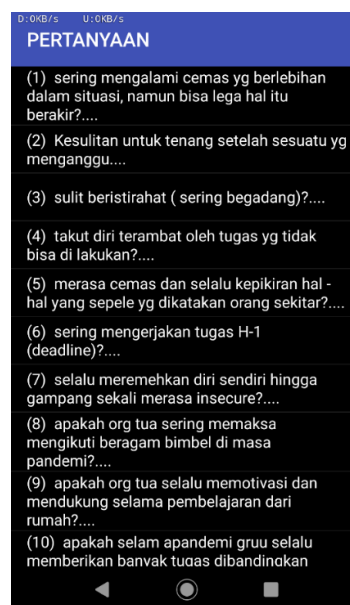 D:0KB/s U:0KB/s
PERTANYAAN
(1) sering mengalami cemas yg berlebihan
dalam situasi, namun bisa lega hal itu
berakir?....
(2) Kesulitan untuk tenang setelah sesuatu yg
menganggu....
(3) sulit beristirahat ( sering begadang)?....
(4) takut diri terambat oleh tugas yg tidak
bisa di lakukan?....
(5) merasa cemas dan selalu kepikiran hal -
hal yang sepele yg dikatakan orang sekitar?....
(6) sering mengerjakan tugas H-1
(deadline)?....
(7) selalu meremehkan diri sendiri hingga
gampang sekali merasa insecure?....
(8) apakah org tua sering memaksa
mengikuti beragam bimbel di masa
pandemi?....
(9) apakah org tua selalu memotivasi dan
mendukung selama pembelajaran dari
rumah?....
(10) apakah selam apandemi gruu selalu
memberikan banyak tugas dibandingkan